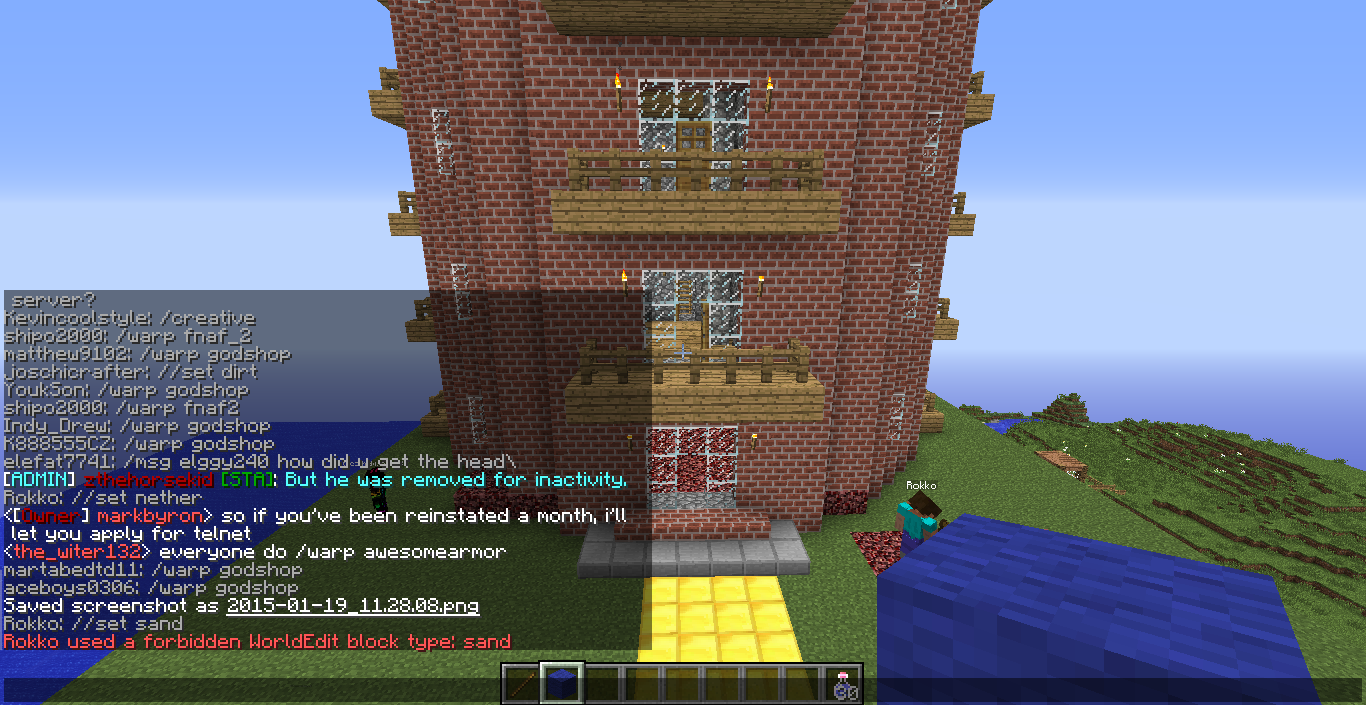 server?
Kevincoolstyle: /creative
shipo2000: /warp fnaf_2
matthew9102: /warp godshop
joschicrafter: //set dirt
YoukSon: /warp godshop
shipo2000: /warp fnaf2
Indy_Drew: /warp godshop
K888555CZ: /warp godshop
elefat7741: /msg elggy240 how did u get the head\
[ADMIN] zthehorsekid [STA]: But he was removed for inactivity.
Rokko: //set nether
<[Owner] markbyron> so if you've been reinstated a month, i'll
let you apply for telnet
<the_witer132> everyone do /warp awesomearmor
martabedtd11: /warp godshop
aceboys0306: /warp godshop
Saved screenshot as 2015-01-19_11.28.08.png
Rokko: //set sand
Rokko used a forbidden WorldEdit block type: sand
Rokko
30